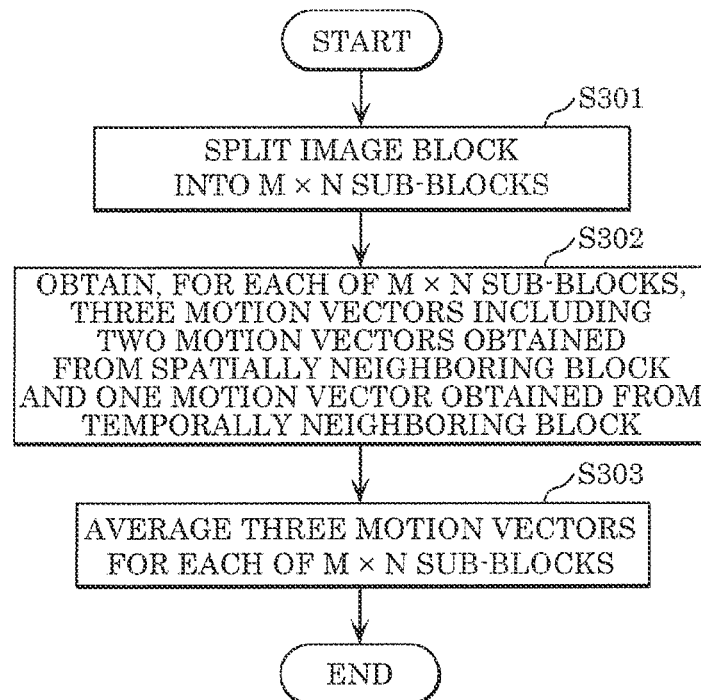 START
S301
SPLIT IMAGE BLOCK
INTO M × N SUB-BLOCKS
S302
OBTAIN, FOR EACH OF M × N SUB-BLOCKS,
THREE MOTION VECTORS INCLUDING
TWO MOTION VECTORS OBTAINED
FROM SPATIALLY NEIGHBORING BLOCK
AND ONE MOTION VECTOR OBTAINED FROM
TEMPORALLY NEIGHBORING BLOCK
S303
AVERAGE THREE MOTION VECTORS
FOR EACH OF M × N SUB-BLOCKS
END